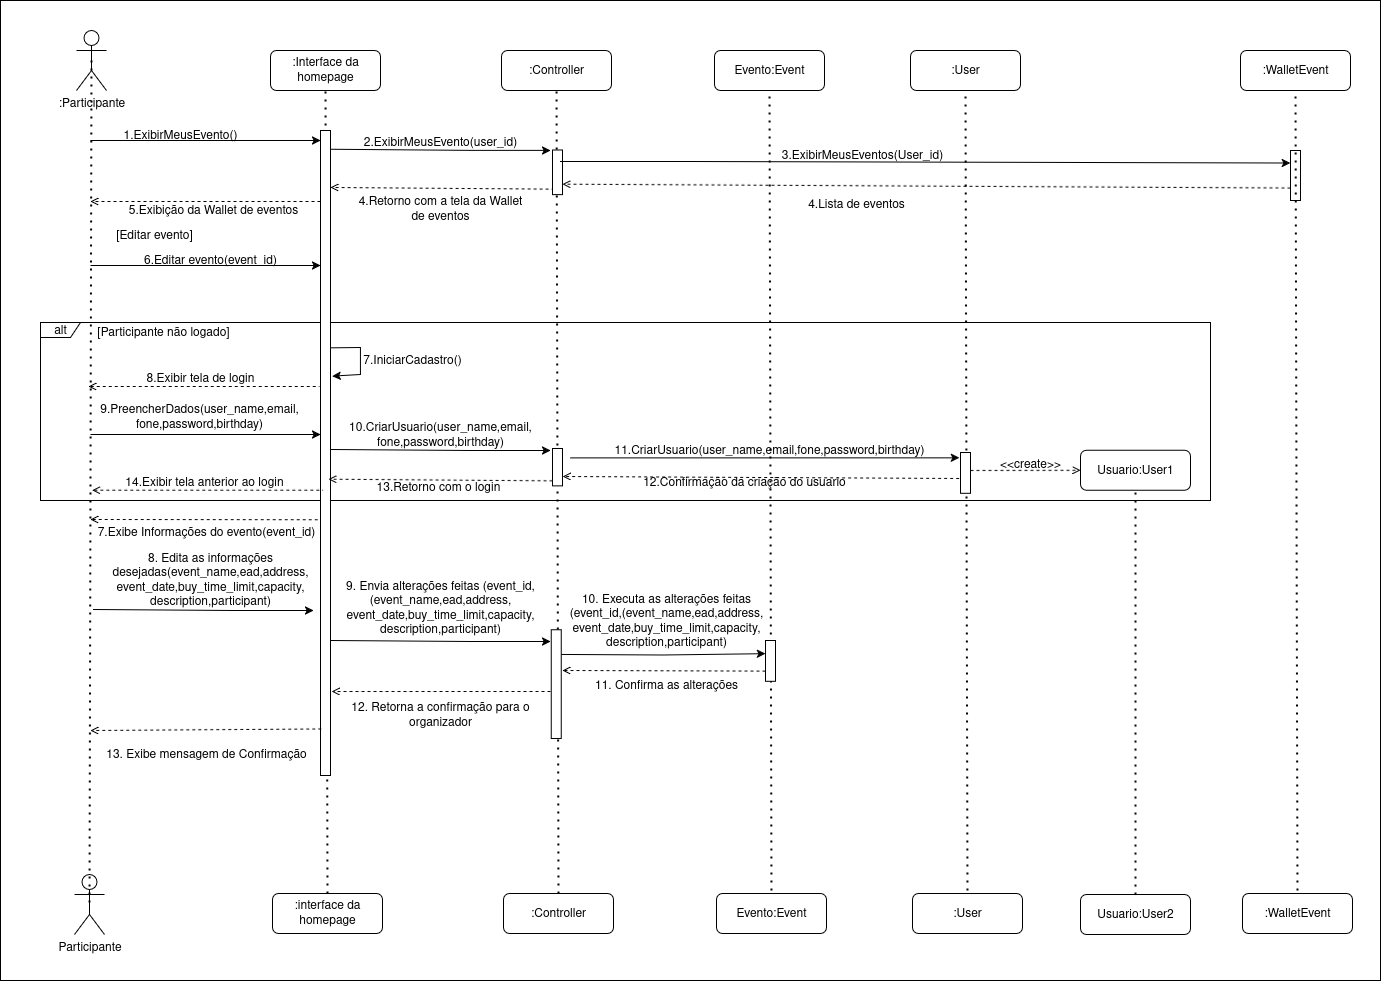 :Participante
:Interface da
homepage
:Controller
Evento:Event
:User
:WalletEvent
1.ExibirMeusEvento()
2.ExibirMeusEvento(user_id)
3.ExibirMeusEventos(User_id)
4.Retorno com a tela da Wallet
de eventos
4.Lista de eventos
5.Exibição da Wallet de eventos
[Editar evento]
6.Editar evento(event_id)
alt
[Participante não logado]
7.IniciarCadastro()
8.Exibir tela de login
9.PreencherDados(user_name,email,
fone,password,birthday)
10.CriarUsuario(user_name,email,
fone,password,birthday)
11.CriarUsuario(user_name,email,fone,password,birthday)
<<create>>
Usuario:User1
12.Confirmação da criação do usuario
13.Retorno com o login
14.Exibir tela anterior ao login
7.Exibe Informações do evento(event_id)
8. Edita as informações
desejadas(event_name,ead,address,
event_date,buy_time_limit,capacity,
description,participant)
9. Envia alterações feitas (event_id,
(event_name,ead,address,
event_date,buy_time_limit,capacity,
description,participant)
10. Executa as alterações feitas
(event_id,(event_name,ead,address,
event_date,buy_time_limit,capacity,
description,participant)
11. Confirma as alterações
12. Retorna a confirmação para o
organizador
13. Exibe mensagem de Confirmação
Participante
:interface da
homepage
:Controller
Evento:Event
:User
Usuario:User2
:WalletEvent